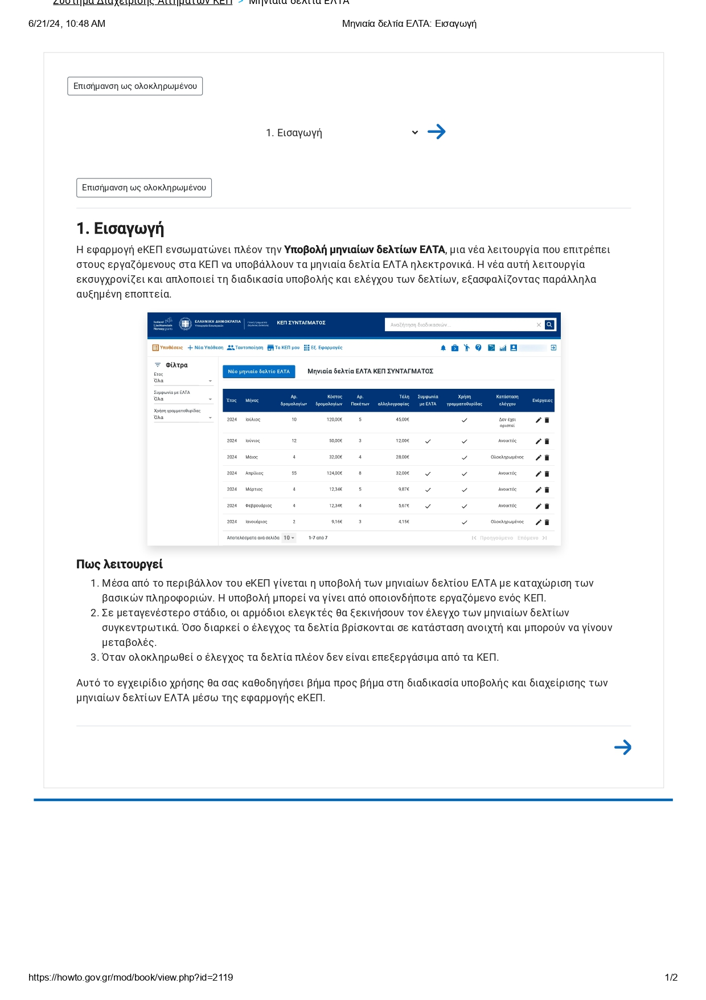 Σύστημα Διαχείρισης Αιτημάτων ΚΕΠ > Μηνιαία δελτία ΕΛΤΑ
6/21/24, 10:48 AM Μηνιαία δελτία ΕΛΤΑ: Εισαγωγή
Επισήμανση ως ολοκληρωμένου
1. Εισαγωγή
Επισήμανση ως ολοκληρωμένου
1. Εισαγωγή
Η εφαρμογή eΚΕΠ ενσωματώνει πλέον την Υποβολή μηνιαίων δελτίων ΕΛΤΑ, μια νέα λειτουργία που επιτρέπει
στους εργαζόμενους στα ΚΕΠ να υποβάλλουν τα μηνιαία δελτία ΕΛΤΑ ηλεκτρονικά. Η νέα αυτή λειτουργία
εκσυγχρονίζει και απλοποιεί τη διαδικασία υποβολής και ελέγχου των δελτίων, εξασφαλίζοντας παράλληλα
αυξημένη εποπτεία.
Iceland
Liechtenstein
Norway grants
ΕΛΛΗΝΙΚΗ ΔΗΜΟΚΡΑΤΙΑ
Υπουργείο Εσωτερικών
ΚΕΠ ΣΥΝΤΑΓΜΑΤΟΣ
Αναζήτηση διαδικασιών...
Υποθέσεις Νέα Υπόθεση Ταυτοποίηση Τα ΚΕΠ μου Εξ. Εφαρμογές
Φίλτρα
Ετος
Όλα
Συμφωνία με ΕΛΤΑ
Όλα
Χρήση γραμματοθυρίδας
Όλα
Νέο μηνιαίο δελτίο ΕΛΤΑ Μηνιαία δελτία ΕΛΤΑ ΚΕΠ ΣΥΝΤΑΓΜΑΤΟΣ
Έτος Μήνας Αρ. δρομολογίων Κόστος δρομολογίων Αρ. Πακέτων Τέλη αλληλογραφίας Συμφωνία με ΕΛΤΑ Χρήση γραμματοθυρίδας Κατάσταση ελέγχου Ενέργειες
2024 Ιούλιος 10 120,00€ 5 45,00€ ✓ Δεν έχει οριστεί
2024 Ιούνιος 12 50,00€ 3 12,00€ ✓ ✓ Ανοικτός
2024 Μάιος 4 32,00€ 4 28,00€ ✓ Ολοκληρωμένος
2024 Απρίλιος 55 124,00€ 8 32,00€ ✓ ✓ Ανοικτός
2024 Μάρτιος 4 12,34€ 5 9,87€ ✓ ✓ Ανοικτός
2024 Φεβρουάριος 4 12,34€ 4 5,67€ ✓ ✓ Ανοικτός
2024 Ιανουάριος 2 9,16€ 3 4,15€ ✓ Ολοκληρωμένος
Αποτελέσματα ανά σελίδα 10 1-7 από 7 Προηγούμενο Επόμενο
Πως λειτουργεί
1. Μέσα από το περιβάλλον του eΚΕΠ γίνεται η υποβολή των μηνιαίων δελτίου ΕΛΤΑ με καταχώριση των
βασικών πληροφοριών. Η υποβολή μπορεί να γίνει από οποιονδήποτε εργαζόμενο ενός ΚΕΠ.
2. Σε μεταγενέστερο στάδιο, οι αρμόδιοι ελεγκτές θα ξεκινήσουν τον έλεγχο των μηνιαίων δελτίων
συγκεντρωτικά. Όσο διαρκεί ο έλεγχος τα δελτία βρίσκονται σε κατάσταση ανοιχτή και μπορούν να γίνουν
μεταβολές.
3. Όταν ολοκληρωθεί ο έλεγχος τα δελτία πλέον δεν είναι επεξεργάσιμα από τα ΚΕΠ.
Αυτό το εγχειρίδιο χρήσης θα σας καθοδηγήσει βήμα προς βήμα στη διαδικασία υποβολής και διαχείρισης των
μηνιαίων δελτίων ΕΛΤΑ μέσω της εφαρμογής eΚΕΠ.
https://howto.gov.gr/mod/book/view.php?id=2119 1/2